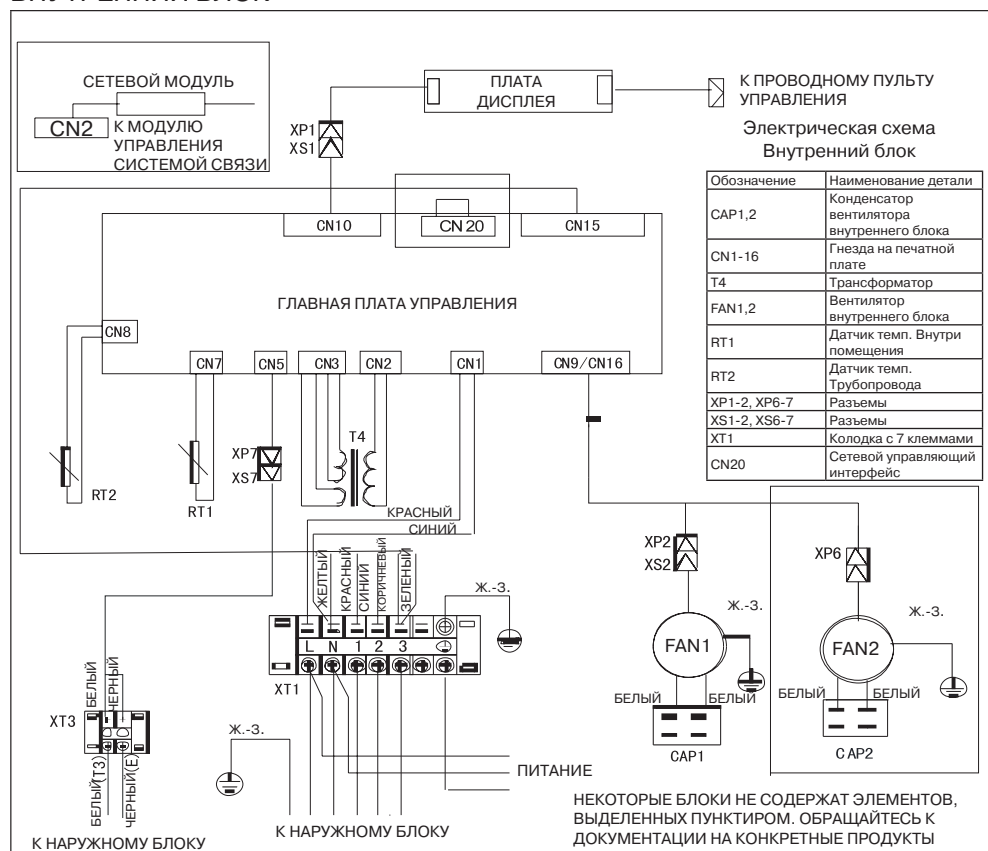 СЕТЕВОЙ МОДУЛЬ
CN2
К МОДУЛЮ
УПРАВЛЕНИЯ
СИСТЕМОЙ СВЯЗИ
ПЛАТА
ДИСПЛЕЯ
К ПРОВОДНОМУ ПУЛЬТУ
УПРАВЛЕНИЯ
XP1
XS1
Электрическая схема
Внутренний блок
Обозначение Наименование детали
CAP1,2 Конденсатор
вентилятора
внутреннего блока
CN1-16 Гнезда на печатной
плате
T4 Трансформатор
FAN1,2 Вентилятор
внутреннего блока
RT1 Датчик темп. Внутри
помещения
RT2 Датчик темп.
Трубопровода
XP1-2, XP6-7 Разъемы
XS1-2, XS6-7 Разъемы
XT1 Колодка с 7 клеммами
CN20 Сетевой управляющий
интерфейс
CN10
CN 20
CN15
ГЛАВНАЯ ПЛАТА УПРАВЛЕНИЯ
CN8
CN7
CN5
CN3
CN2
CN1
CN9/CN16
RT2
RT1
XP7
XS7
T4
КРАСНЫЙ
СИНИЙ
ЖЕЛТЫЙ
КРАСНЫЙ
СИНИЙ
КОРИЧНЕВЫЙ
ЗЕЛЕНЫЙ
Ж.-З.
L N 1 2 3
XT1
XP2
XS2
XP6
Ж.-З.
Ж.-З.
FAN1
FAN2
БЕЛЫЙ
БЕЛЫЙ
БЕЛЫЙ
БЕЛЫЙ
CAP1
C AP2
БЕЛЫЙ
ЧЕРНЫЙ
XT3
БЕЛЫЙ(T3)
ЧЕРНЫЙ(E)
Ж.-З.
ПИТАНИЕ
К НАРУЖНОМУ БЛОКУ
К НАРУЖНОМУ БЛОКУ
НЕКОТОРЫЕ БЛОКИ НЕ СОДЕРЖАТ ЭЛЕМЕНТОВ,
ВЫДЕЛЕННЫХ ПУНКТИРОМ. ОБРАЩАЙТЕСЬ К
ДОКУМЕНТАЦИИ НА КОНКРЕТНЫЕ ПРОДУКТЫ